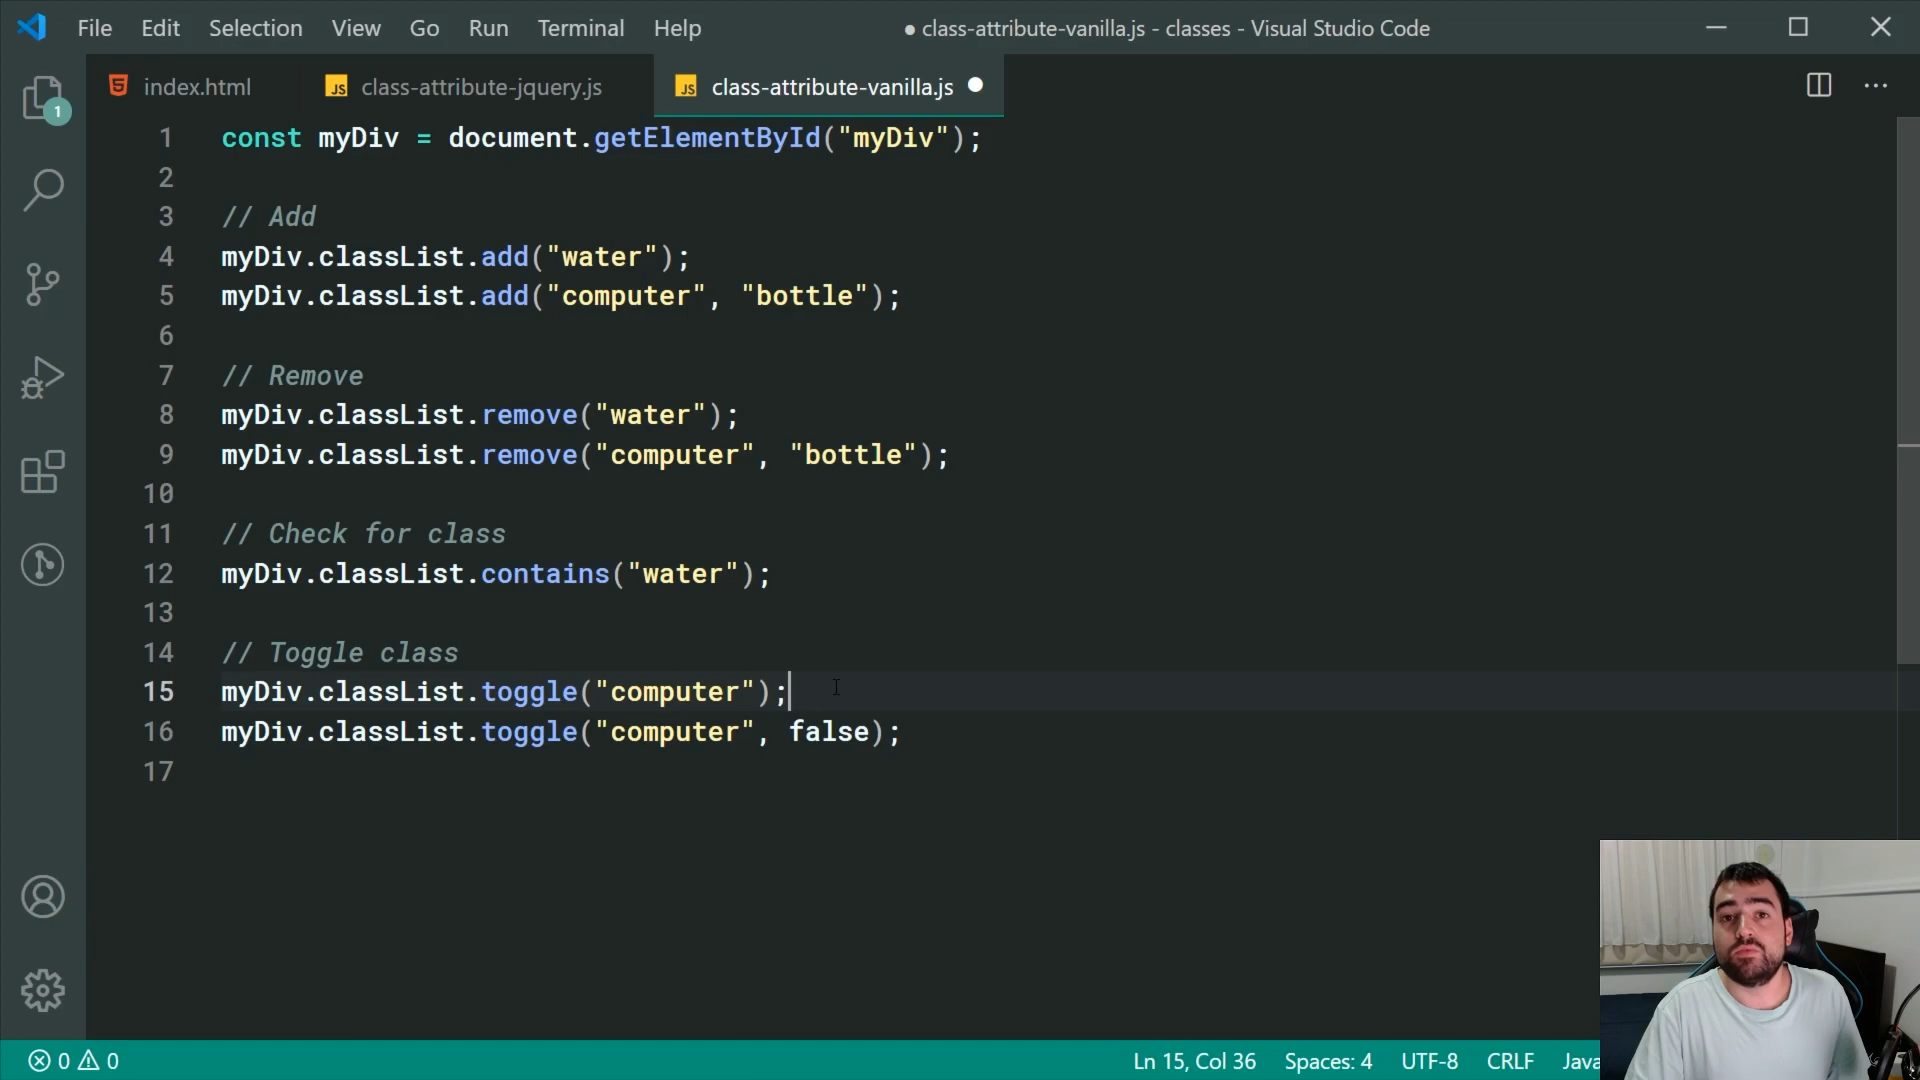 File Edit Selection View Go Run Terminal Help ● class-attribute-vanilla.js - classes - Visual Studio Code
index.html JS class-attribute-jquery.js JS class-attribute-vanilla.js
1
1 const myDiv = document.getElementById("myDiv");
2
3 // Add
4 myDiv.classList.add("water");
5 myDiv.classList.add("computer", "bottle");
6
7 // Remove
8 myDiv.classList.remove("water");
9 myDiv.classList.remove("computer", "bottle");
10
11 // Check for class
12 myDiv.classList.contains("water");
13
14 // Toggle class
15 myDiv.classList.toggle("computer");
16 myDiv.classList.toggle("computer", false);
17
0 0 Ln 15, Col 36 Spaces: 4 UTF-8 CRLF Java